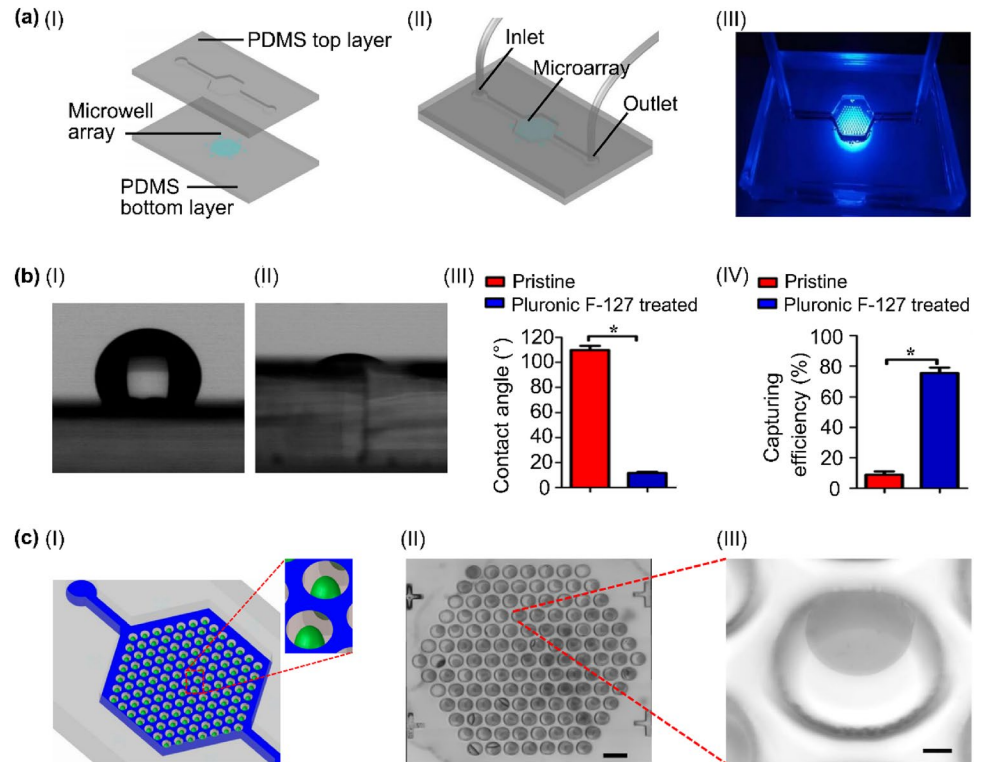 (a) (I)
PDMS top layer
Microwell
array
PDMS
bottom layer
(II)
Inlet
Microarray
Outlet
(III)
(b) (I)
(II)
(III)
Pristine
Pluronic F-127 treated
Contact angle (°)
120
100
80
60
40
20
0
*
(IV)
Pristine
Pluronic F-127 treated
Capturing
efficiency (%)
100
80
60
40
20
0
*
(c) (I)
(II)
(III)